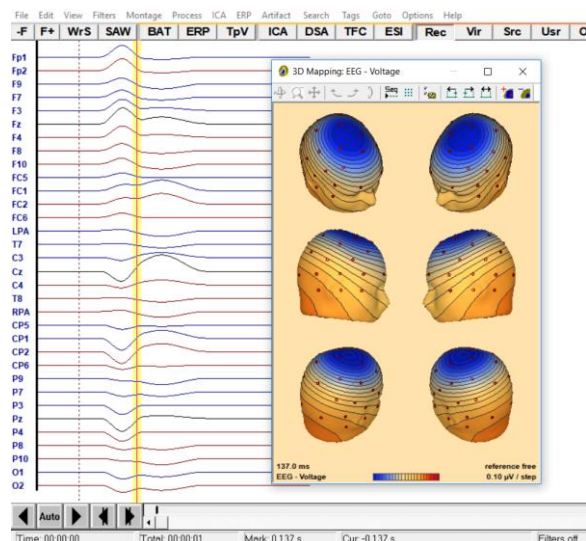 File Edit View Filters Montage Process ICA ERP Artifact Search Tags Goto Options Help
-F F+ WrS SAW BAT ERP TpV ICA DSA TFC ESI Rec Vir Src Usr
Fp1
Fp2
F9
F7
F3
Fz
F4
F8
F10
FC5
FC1
FC2
FC6
LPA
T7
C3
Cz
C4
T8
RPA
CP5
CP1
CP2
CP6
P9
P7
P3
Pz
P4
P8
P10
O1
O2
3D Mapping: EEG - Voltage
Seq
137.0 ms reference free
EEG - Voltage 0.10 µV / step
Auto
Time: 00:00:00 Total: 00:00:01 Mark: 0.137 s Cur: -0.137 s Filters off